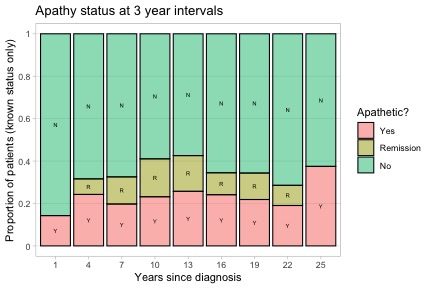 Apathy status at 3 year intervals
Proportion of patients (known status only)
1
0.8
0.6
0.4
0.2
0
N N N N N N N N N
R R R R R R R
Y Y Y Y Y Y Y Y Y
1 4 7 10 13 16 19 22 25
Years since diagnosis
Apathetic?
Yes
Remission
No